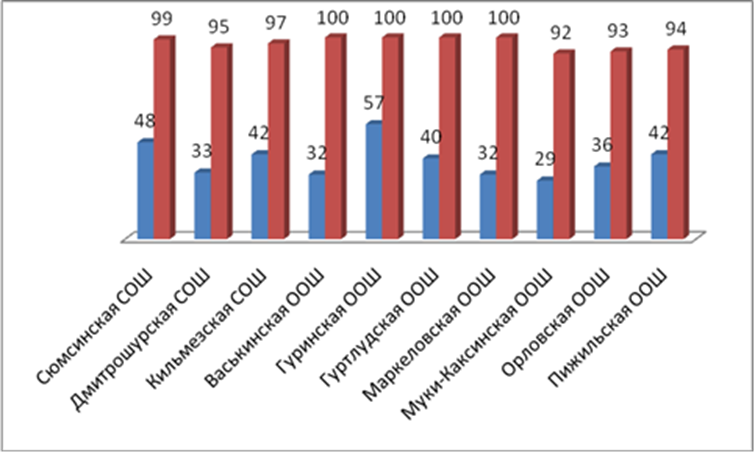 99
95
97
100
100
100
100
92
93
94
48
33
42
32
57
40
32
29
36
42
Сюмсинская СОШ
Дмитрошурская СОШ
Кильмезская СОШ
Васькинская ООШ
Гуринская ООШ
Гуртлудская ООШ
Маркеловская ООШ
Муки-Каксинская ООШ
Орловская ООШ
Пижильская ООШ